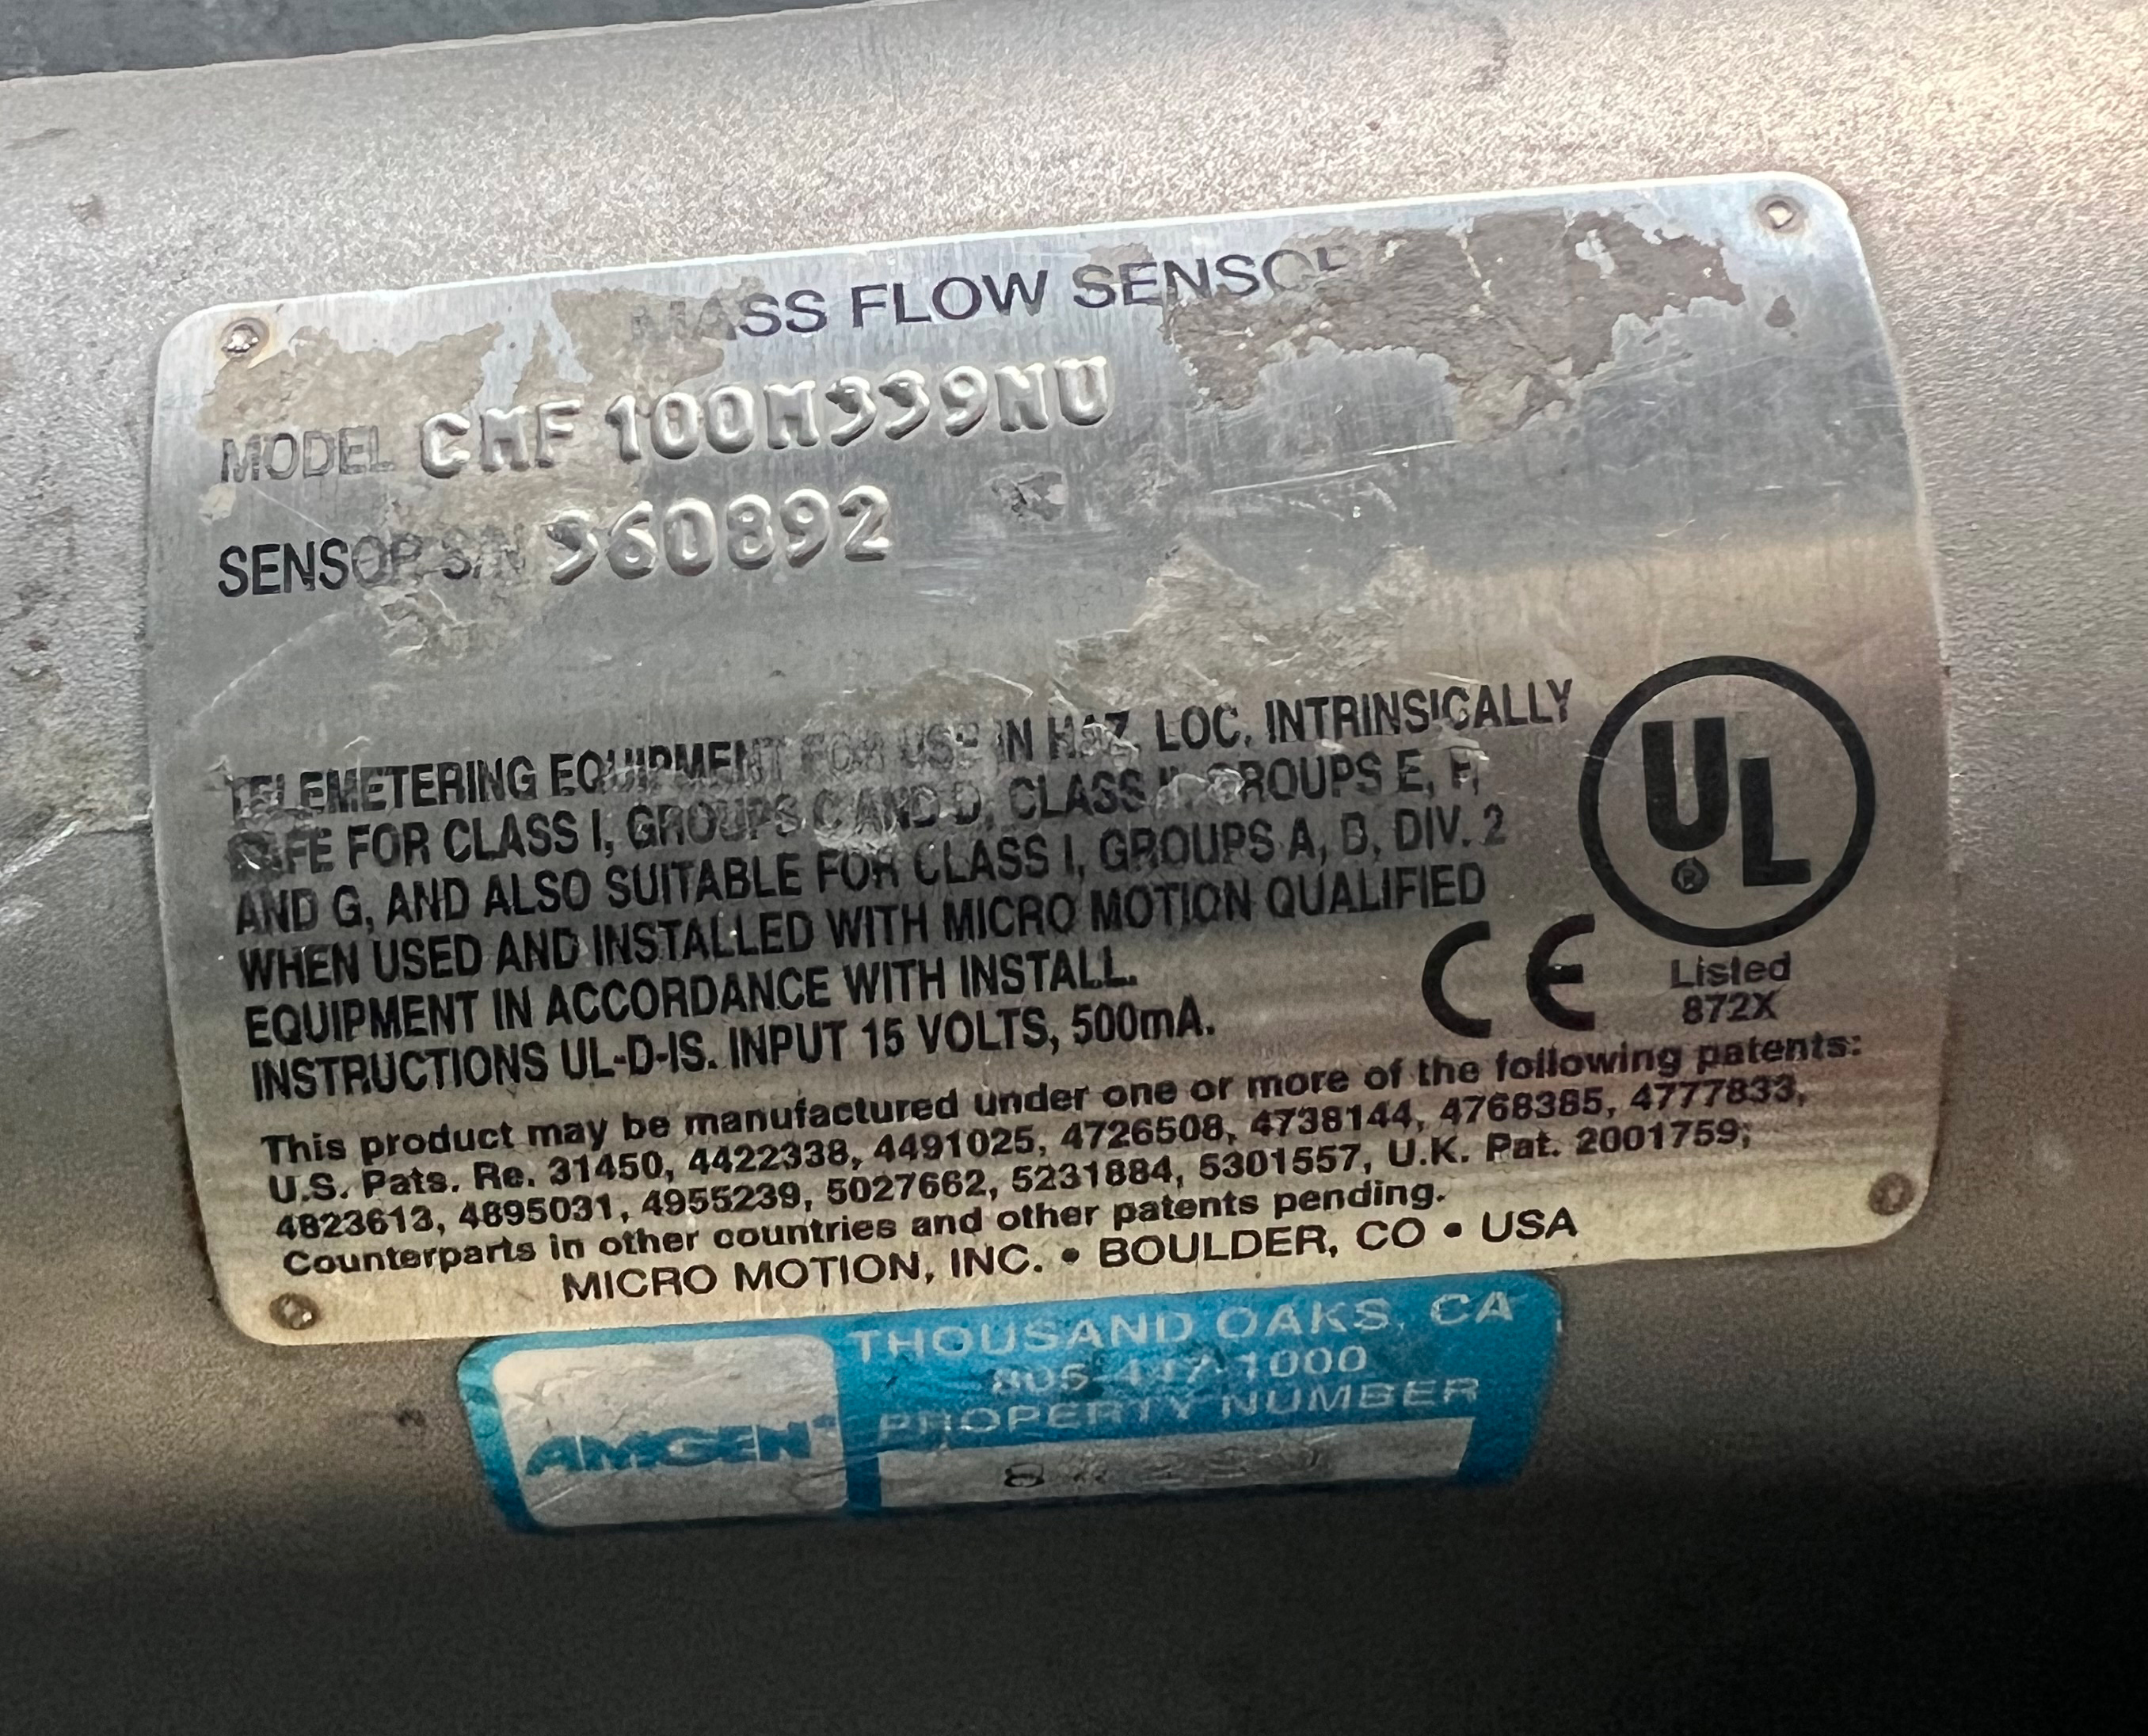 MASS FLOW SENSOR
MODEL CMF100M339NU
SENSOR S/N 960892
TELEMETERING EQUIPMENT FOR USE IN HAZ. LOC. INTRINSICALLY
SAFE FOR CLASS I, GROUPS C AND D, CLASS II, GROUPS E, F,
AND G, AND ALSO SUITABLE FOR CLASS I, GROUPS A, B, DIV. 2
WHEN USED AND INSTALLED WITH MICRO MOTION QUALIFIED
EQUIPMENT IN ACCORDANCE WITH INSTALL.
INSTRUCTIONS UL-D-IS. INPUT 15 VOLTS, 500mA.
UL
®
CE
Listed
872X
This product may be manufactured under one or more of the following patents:
U.S. Pats. Re. 31450, 4422338, 4491025, 4726508, 4738144, 4768385, 4777833,
4823613, 4895031, 4955239, 5027662, 5231884, 5301557, U.K. Pat. 2001759;
Counterparts in other countries and other patents pending.
MICRO MOTION, INC. • BOULDER, CO • USA
AMGEN
THOUSAND OAKS, CA
805-447-1000
PROPERTY NUMBER